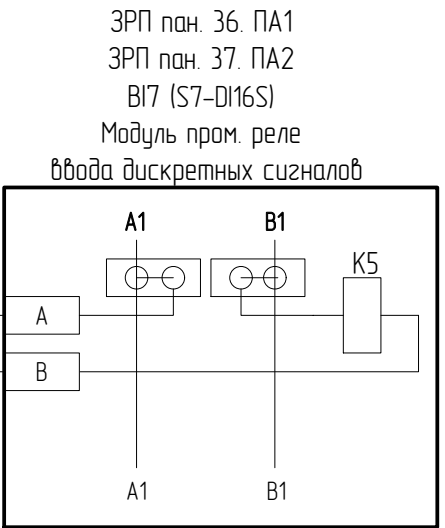 ЗРП пан. 36. ПА1
ЗРП пан. 37. ПА2
BI7 (S7-DI16S)
Модуль пром. реле
ввода дискретных сигналов
A1 B1
K5
A
B
A1 B1